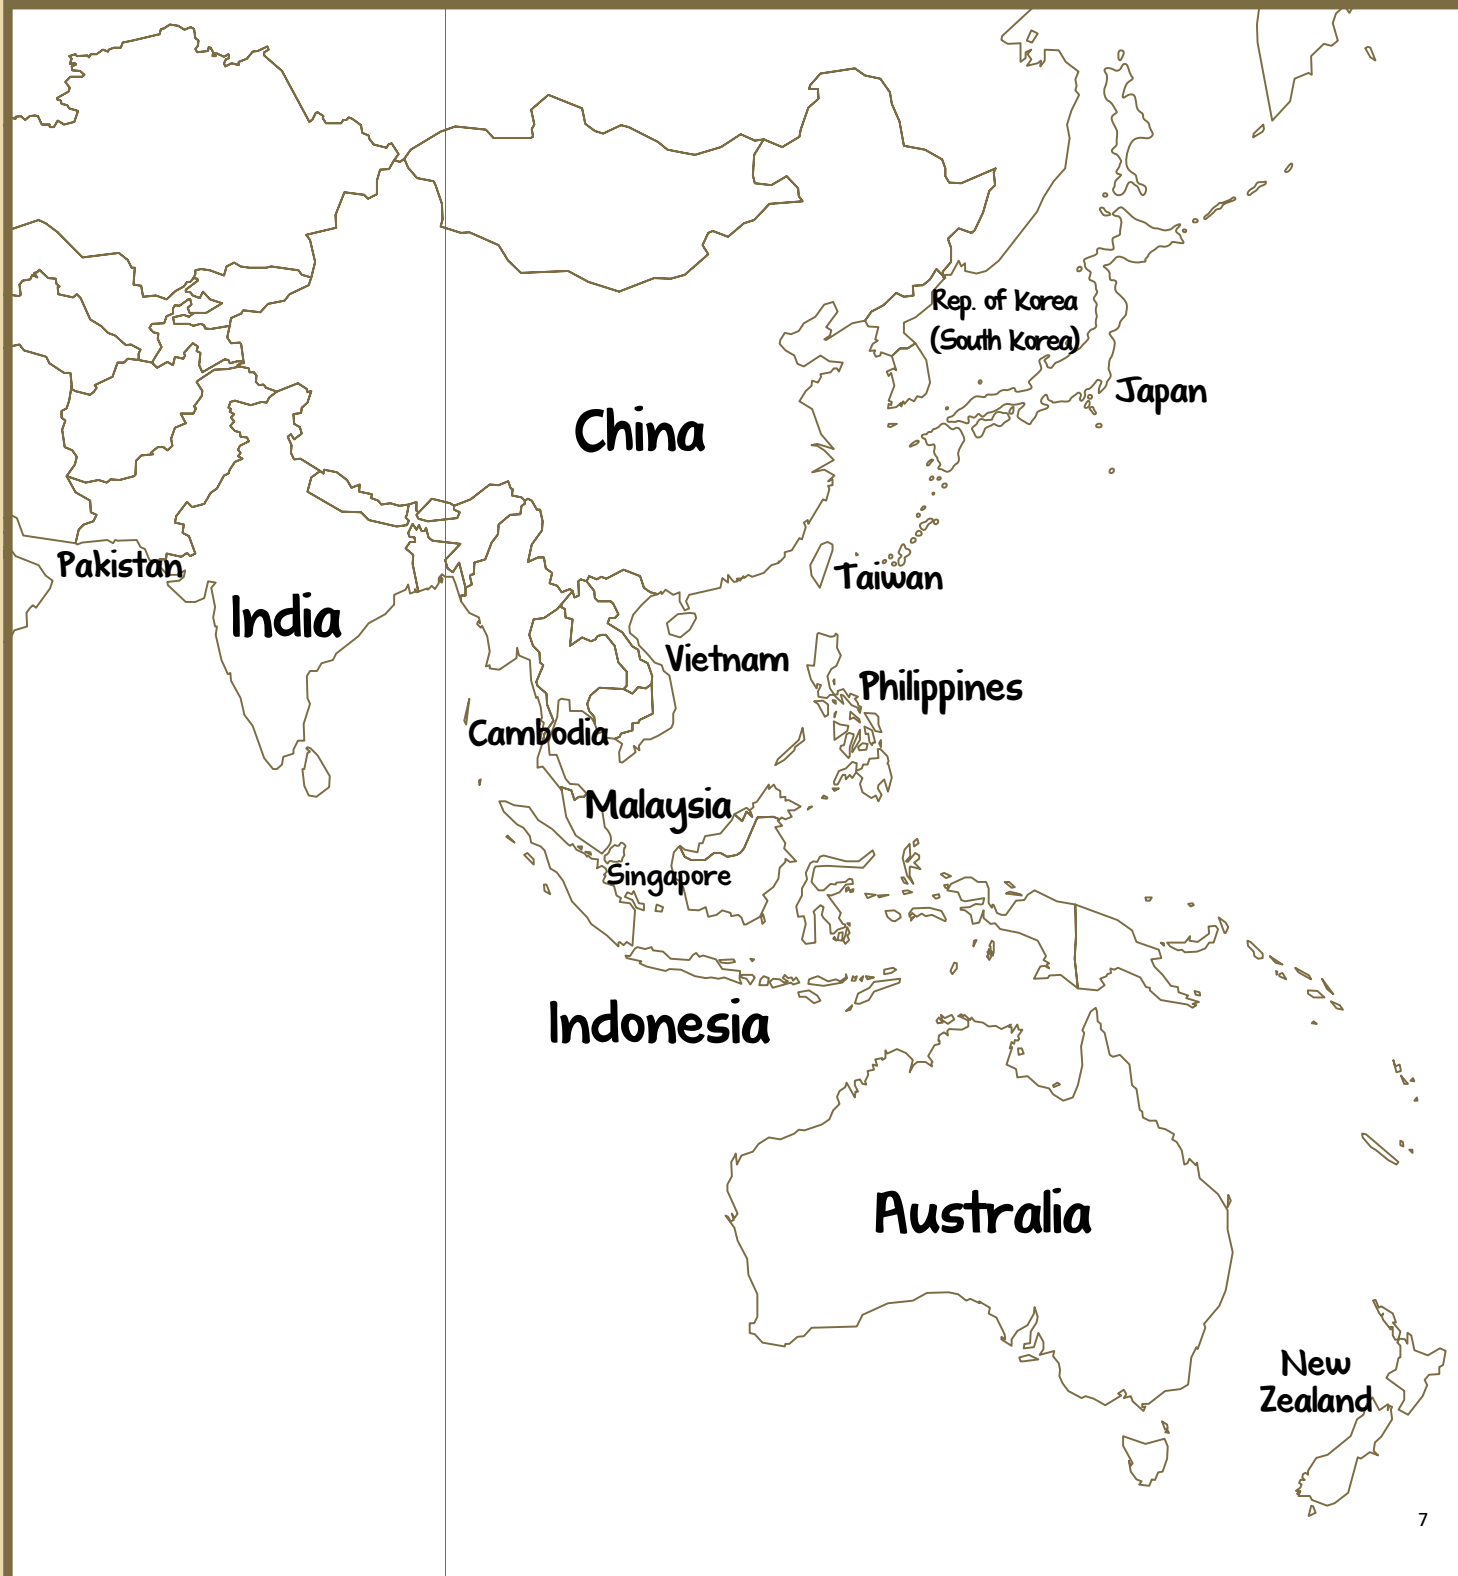 Rep. of Korea
(South Korea)
Japan
China
Pakistan
Taiwan
India
Vietnam
Philippines
Cambodia
Malaysia
Singapore
Indonesia
Australia
New
Zealand
7